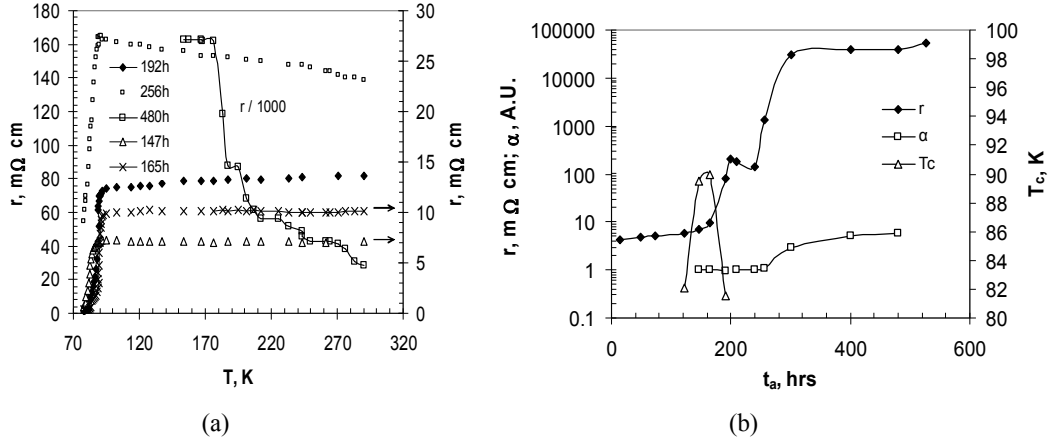 180
160
140
120
100
80
60
40
20
0
r, mΩ cm
192h
256h
480h
147h
165h
r / 1000
30
25
20
15
10
5
0
r, mΩ cm
70 120 170 220 270 320
T, K
(a)
100000
10000
1000
100
10
1
0.1
r, m Ω cm; α, A.U.
r
α
Tc
100
98
96
94
92
90
88
86
84
82
80
Tc, K
0 200 400 600
ta, hrs
(b)